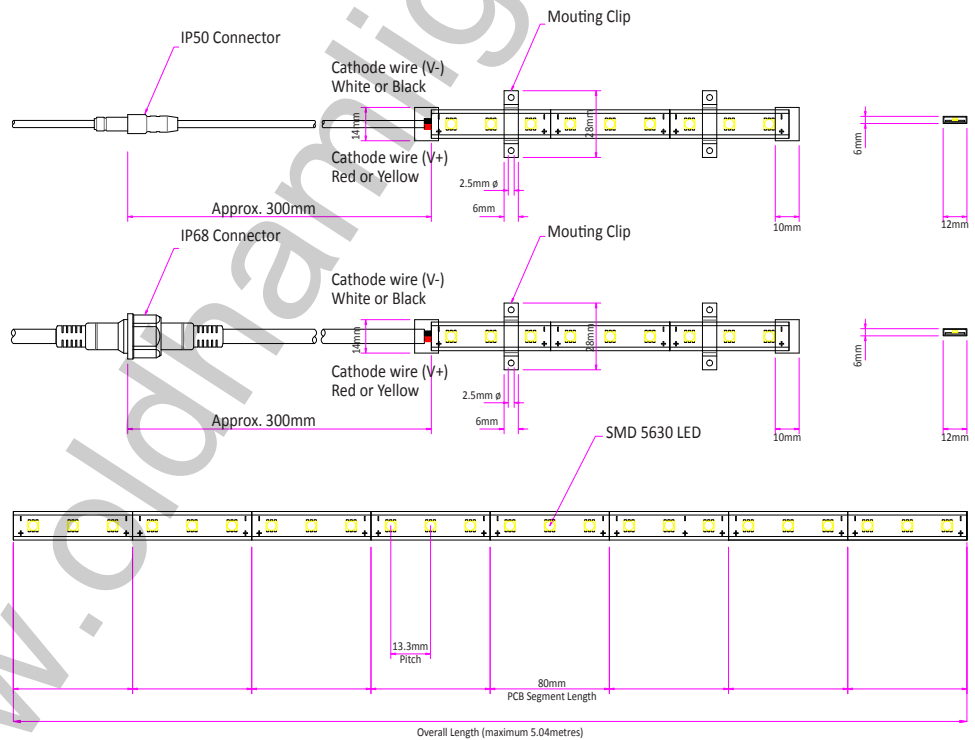 IP50 Connector
Mouting Clip
Cathode wire (V-)
White or Black
14mm
28mm
6mm
Cathode wire (V+)
Red or Yellow
2.5mm ø
6mm
Approx. 300mm
10mm
12mm
IP68 Connector
Mouting Clip
Cathode wire (V-)
White or Black
14mm
28mm
6mm
Cathode wire (V+)
Red or Yellow
2.5mm ø
6mm
Approx. 300mm
10mm
12mm
SMD 5630 LED
13.3mm
Pitch
80mm
PCB Segment Length
Overall Length (maximum 5.04metres)
w.oldhamlig